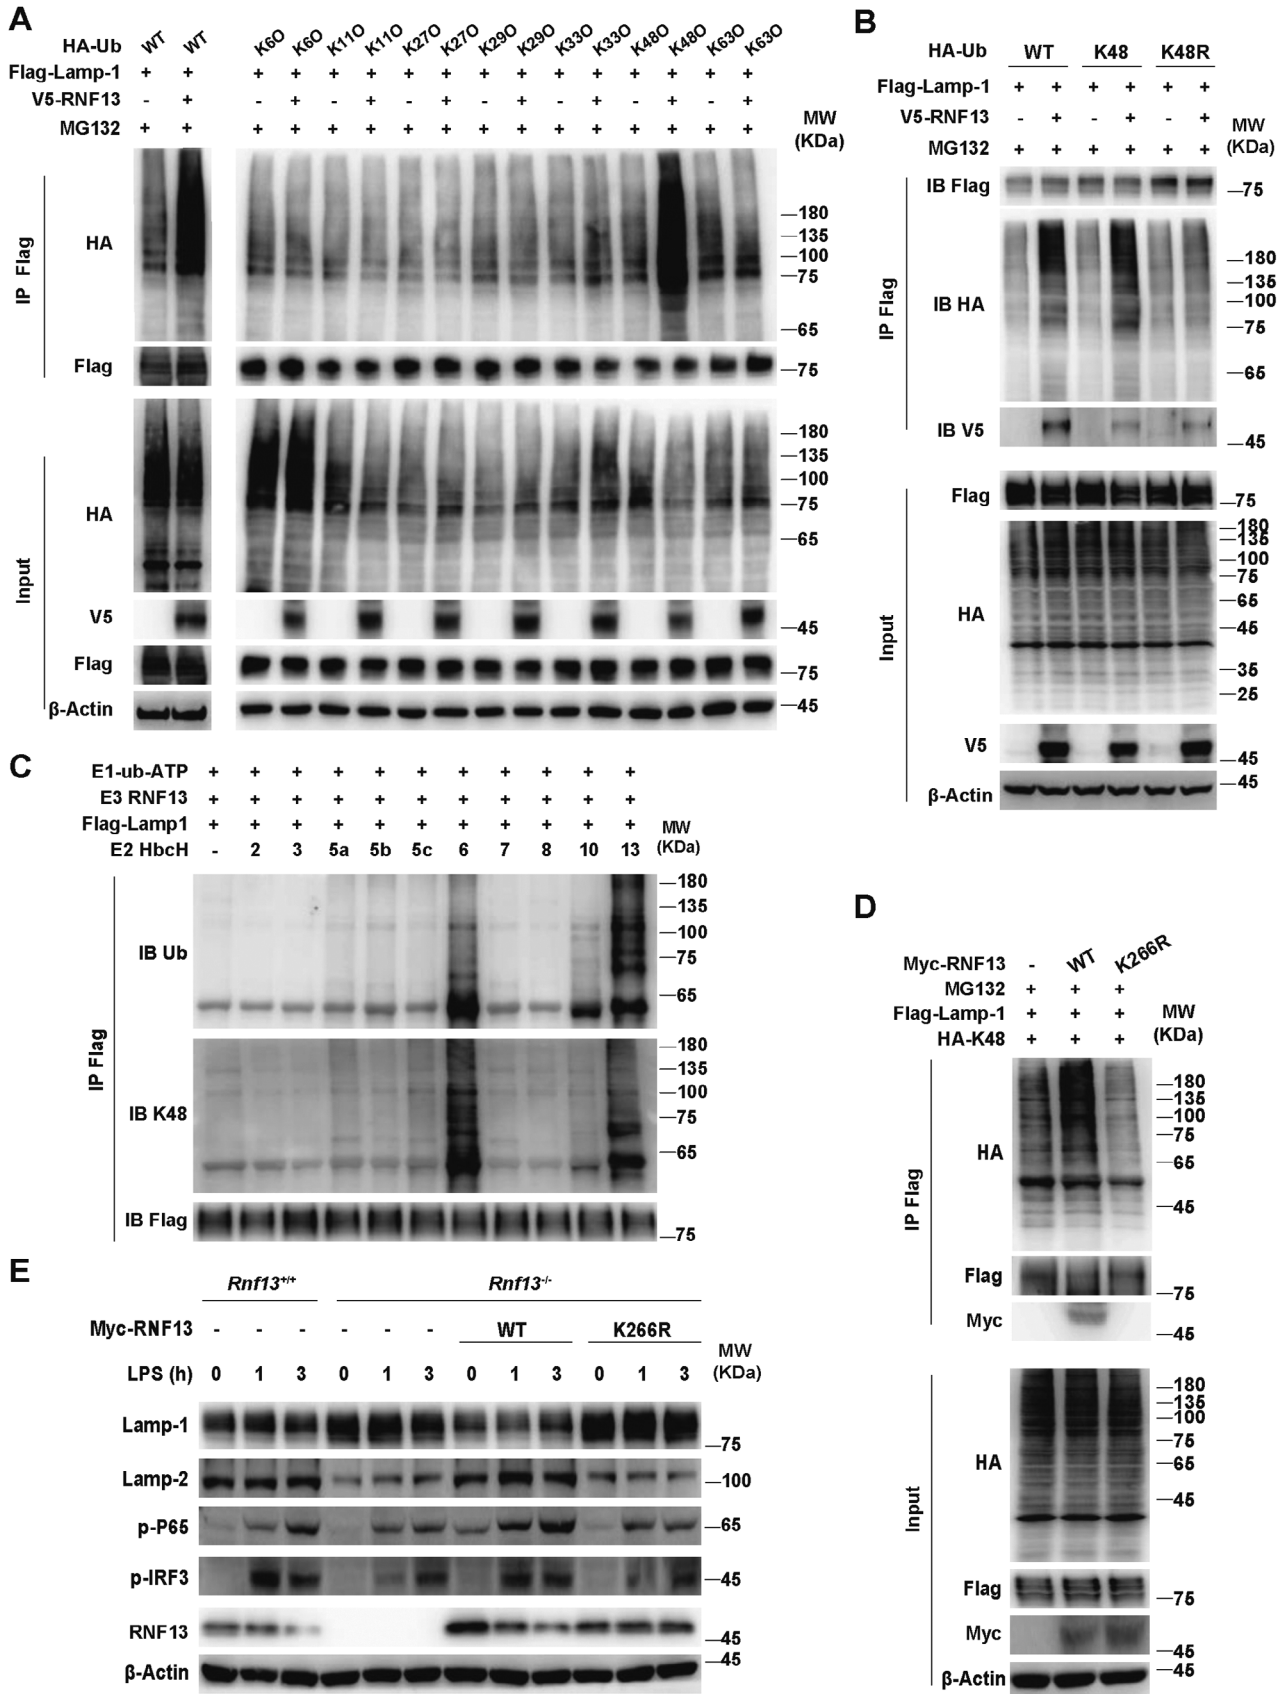 A
HA-Ub WT WT K6O K6O K11O K11O K27O K27O K29O K29O K33O K33O K48O K48O K63O K63O
Flag-Lamp-1 + + + + + + + + + + + + + + + +
V5-RNF13 - + - + - + - + - + - + - + - +
MG132 + + + + + + + + + + + + + + + +
MW
(KDa)
IP Flag
HA
—180
—135
—100
—75
—65
Flag
—75
Input
HA
—180
—135
—100
—75
—65
V5
—45
Flag
—75
β-Actin
—45
B
HA-Ub WT K48 K48R
Flag-Lamp-1 + + + + + +
V5-RNF13 - + - + - +
MG132 + + + + + +
MW
(KDa)
IP Flag
IB Flag
—75
IB HA
—180
—135
—100
—75
—65
IB V5
—45
Input
Flag
—75
HA
—180
—135
—100
—75
—65
—45
—35
—25
V5
—45
β-Actin
—45
C
E1-ub-ATP + + + + + + + + + + +
E3 RNF13 + + + + + + + + + + +
Flag-Lamp1 + + + + + + + + + + +
E2 HbcH - 2 3 5a 5b 5c 6 7 8 10 13
MW
(KDa)
IP Flag
IB Ub
—180
—135
—100
—75
—65
IB K48
—180
—135
—100
—75
—65
IB Flag
—75
D
Myc-RNF13 - WT K266R
MG132 + + +
Flag-Lamp-1 + + +
HA-K48 + + +
MW
(KDa)
IP Flag
HA
—180
—135
—100
—75
—65
—45
Flag
—75
Myc
—45
Input
HA
—180
—135
—100
—75
—65
—45
Flag
—75
Myc
—45
β-Actin
—45
E
Rnf13+/+ Rnf13-/-
Myc-RNF13 - - - - - - WT K266R
LPS (h) 0 1 3 0 1 3 0 1 3 0 1 3
MW
(KDa)
Lamp-1
—75
Lamp-2
—100
p-P65
—65
p-IRF3
—45
RNF13
—45
β-Actin
—45